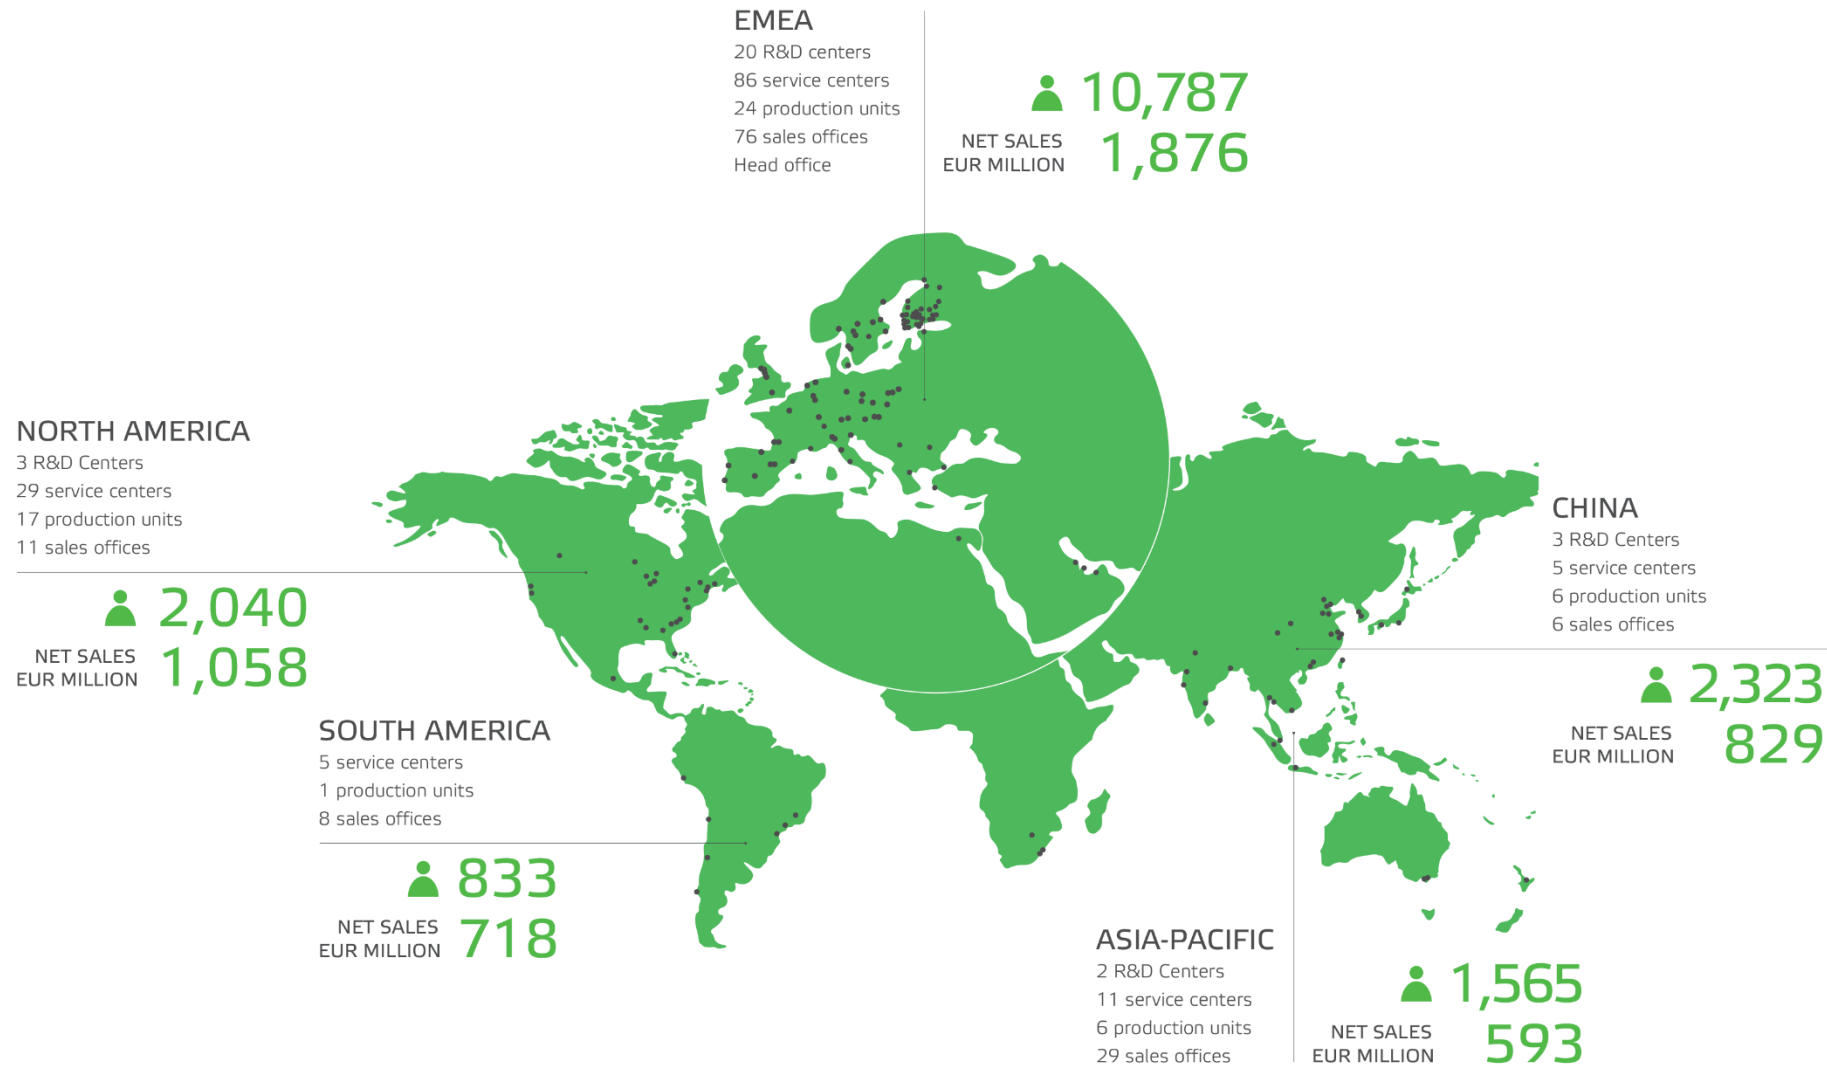 EMEA
20 R&D centers
86 service centers
24 production units
76 sales offices
Head office
10,787
NET SALES
EUR MILLION
1,876
NORTH AMERICA
3 R&D Centers
29 service centers
17 production units
11 sales offices
2,040
NET SALES
EUR MILLION
1,058
SOUTH AMERICA
5 service centers
1 production units
8 sales offices
833
NET SALES
EUR MILLION
718
CHINA
3 R&D Centers
5 service centers
6 production units
6 sales offices
2,323
NET SALES
EUR MILLION
829
ASIA-PACIFIC
2 R&D Centers
11 service centers
6 production units
29 sales offices
1,565
NET SALES
EUR MILLION
593